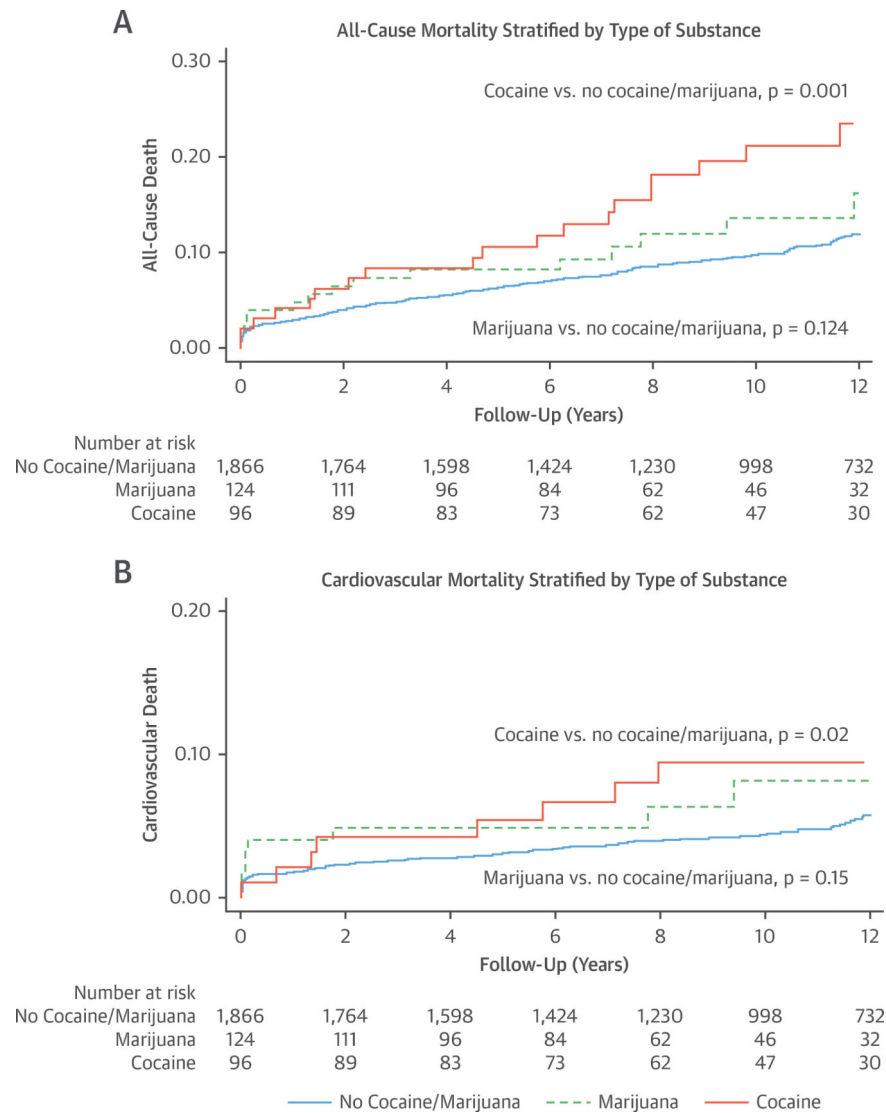 A
All-Cause Mortality Stratified by Type of Substance
0.30
Cocaine vs. no cocaine/marijuana, p = 0.001
0.20
All-Cause Death
0.10
Marijuana vs. no cocaine/marijuana, p = 0.124
0.00
0 2 4 6 8 10 12
Follow-Up (Years)
Number at risk
No Cocaine/Marijuana 1,866 1,764 1,598 1,424 1,230 998 732
Marijuana 124 111 96 84 62 46 32
Cocaine 96 89 83 73 62 47 30
B
Cardiovascular Mortality Stratified by Type of Substance
0.20
Cardiovascular Death
Cocaine vs. no cocaine/marijuana, p = 0.02
0.10
Marijuana vs. no cocaine/marijuana, p = 0.15
0.00
0 2 4 6 8 10 12
Follow-Up (Years)
Number at risk
No Cocaine/Marijuana 1,866 1,764 1,598 1,424 1,230 998 732
Marijuana 124 111 96 84 62 46 32
Cocaine 96 89 83 73 62 47 30
No Cocaine/Marijuana Marijuana Cocaine